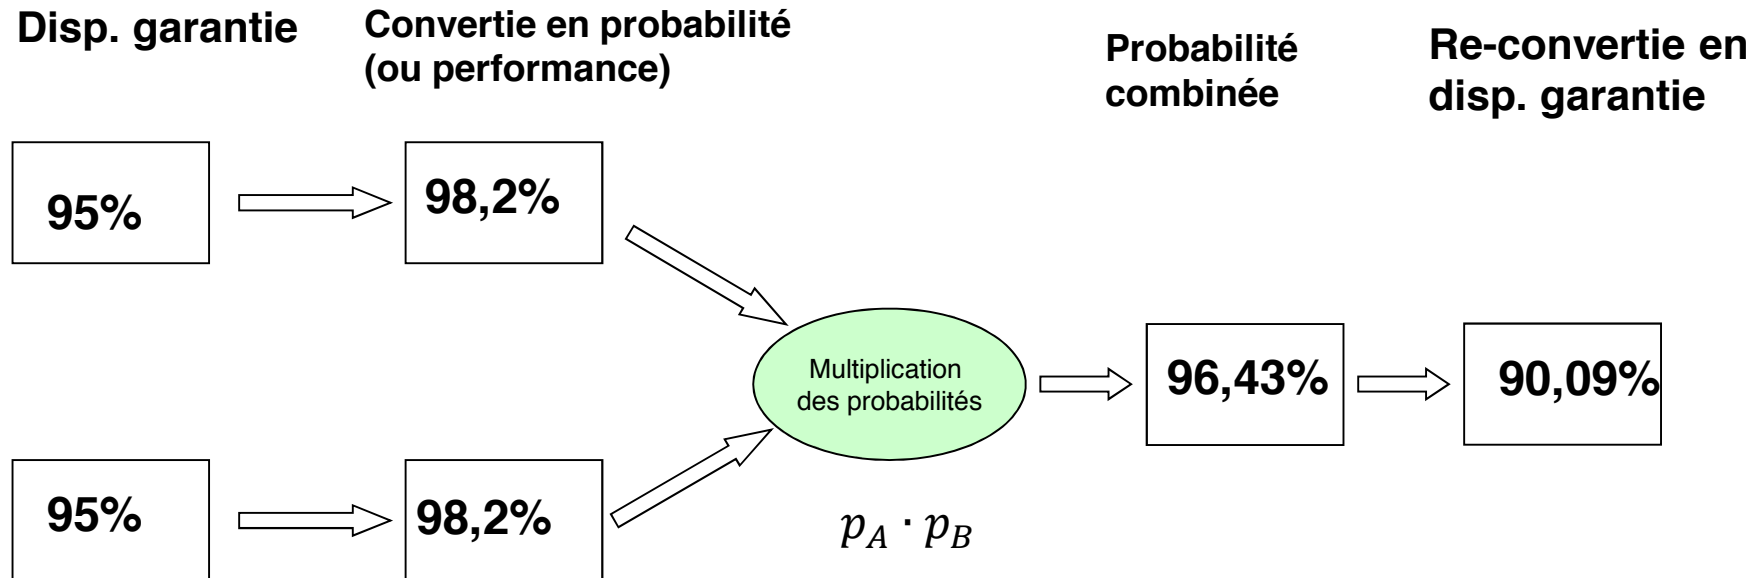 Disp. garantie
Convertie en probabilité
(ou performance)
Probabilité
combinée
Re-convertie en
disp. garantie
95%
98,2%
Multiplication
des probabilités
96,43%
90,09%
95%
98,2%
p_A · p_B